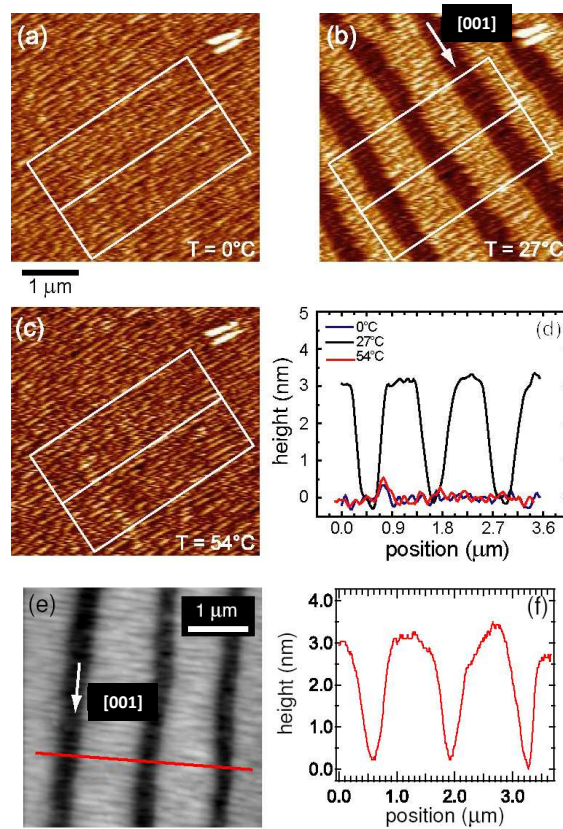 (a)
T = 0°C
(b)
[001]
T = 27°C
1 μm
(c)
T = 54°C
(d)
0°C
27°C
54°C
height (nm)
5
4
3
2
1
0
0.0 0.9 1.8 2.7 3.6
position (μm)
(e)
1 μm
[001]
(f)
height (nm)
4.0
3.0
2.0
1.0
0.0
0.0 1.0 2.0 3.0
position (μm)